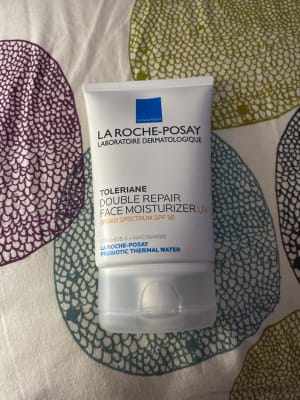 LA ROCHE-POSAY
LABORATOIRE DERMATOLOGIQUE
TOLERIANE
DOUBLE REPAIR
FACE MOISTURIZER UV
BROAD SPECTRUM SPF 30
+ NIACINAMIDE
LA ROCHE-POSAY
PREBIOTIC THERMAL WATER